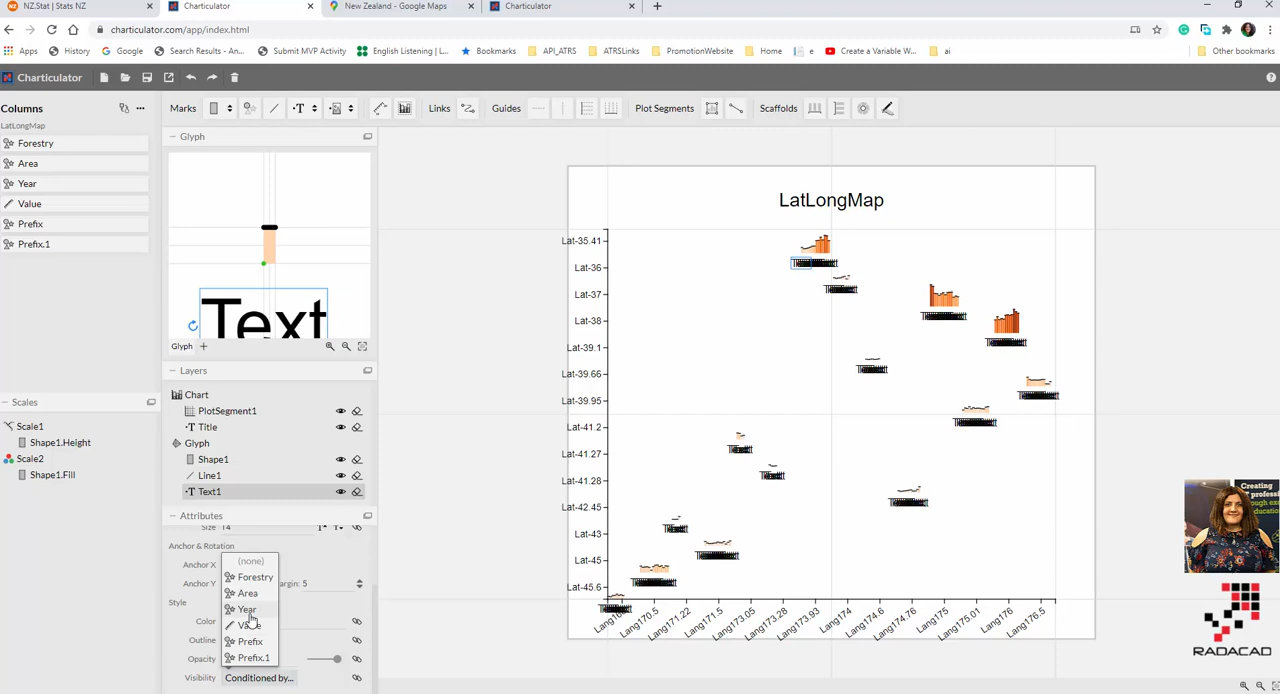 NZ.Stat | Stats NZ
Charticulator
New Zealand - Google Maps
Charticulator
charticulator.com/app/index.html
Apps
History
Google
Search Results - An...
Submit MVP Activity
English Listening | L...
Bookmarks
API_ATRS
ATRSLinks
PromotionWebsite
Home
e
Create a Variable W...
ai
Other bookmarks
Charticulator
Columns
Marks
Links
Guides
Plot Segments
Scaffolds
LatLongMap
Forestry
Area
Year
Value
Prefix
Prefix.1
Glyph
Text
Glyph
Layers
Chart
PlotSegment1
Title
Glyph
Shape1
Line1
Text1
Scales
Scale1
Shape1.Height
Scale2
Shape1.Fill
Attributes
Size 14
Anchor & Rotation
Anchor X
Anchor Y
Margin: 5
Style
Color
Outline
Opacity
Visibility
Conditioned by...
(none)
Forestry
Area
Year
Prefix
Prefix.1
LatLongMap
Lat-35.41
Lat-36
Lat-37
Lat-38
Lat-39.1
Lat-39.66
Lat-39.95
Lat-41.2
Lat-41.27
Lat-41.28
Lat-42.45
Lat-43
Lat-45
Lat-45.6
Lang170.5
Lang171.22
Lang171.5
Lang173.05
Lang173.28
Lang173.83
Lang174
Lang174.6
Lang174.76
Lang175
Lang175.01
Lang176
Lang176.5
Creating
RADACAD